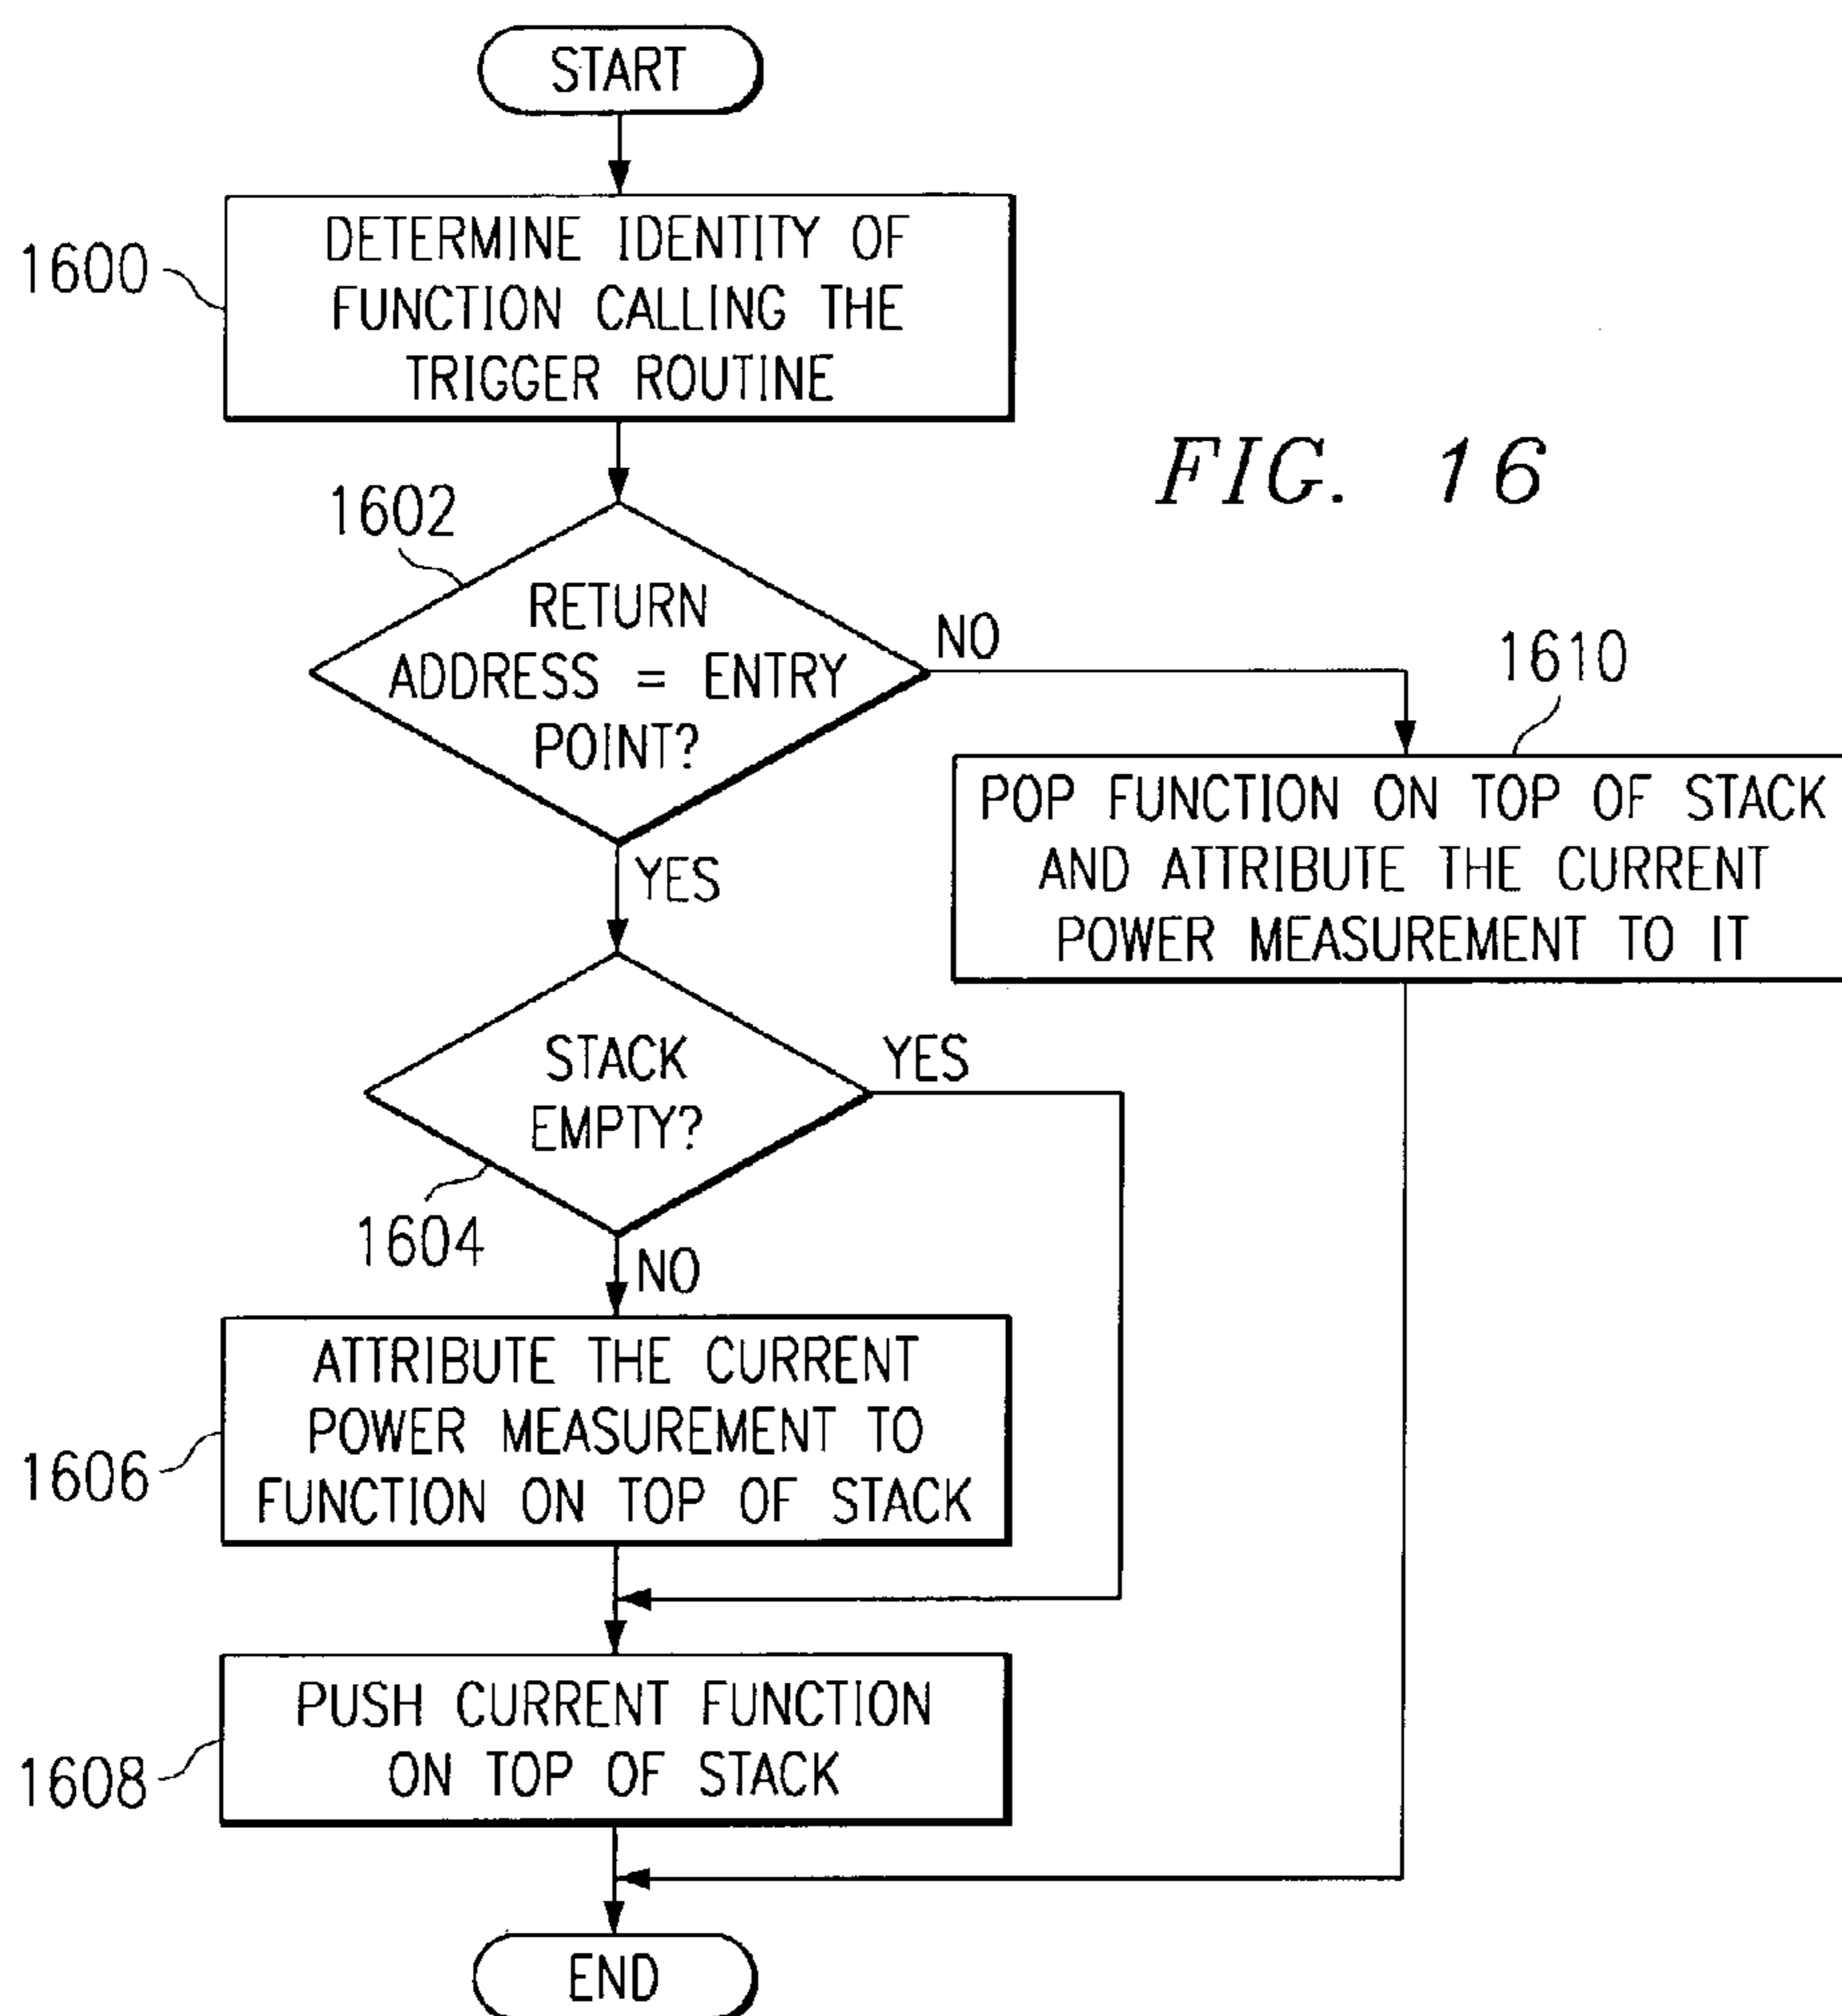 START
1600
DETERMINE IDENTITY OF
FUNCTION CALLING THE
TRIGGER ROUTINE
FIG. 16
1602
RETURN
ADDRESS = ENTRY
POINT?
NO
1610
POP FUNCTION ON TOP OF STACK
AND ATTRIBUTE THE CURRENT
POWER MEASUREMENT TO IT
YES
STACK
EMPTY?
YES
1604
NO
ATTRIBUTE THE CURRENT
POWER MEASUREMENT TO
FUNCTION ON TOP OF STACK
1606
PUSH CURRENT FUNCTION
ON TOP OF STACK
1608
END